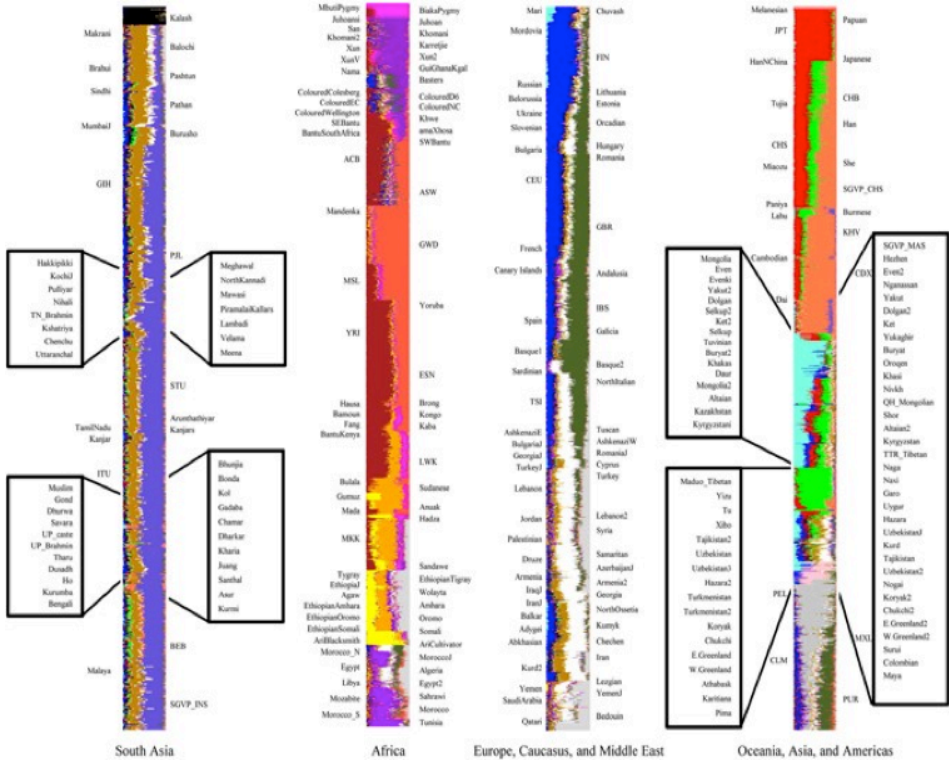 Kalash
Makrani
Balochi
Brahui
Pashtun
Sindhi
Pathan
MumbaiJ
Burusho
GIH
PJL
Hakkipikki
KochiJ
Pulliyar
Nihali
TN_Brahmin
Kshatriya
Chenchu
Uttaranchal
Meghawal
NorthKannadi
Mawasi
PiramalaiKallars
Lambadi
Velama
Meena
STU
TamilNadu
Kanjar
ArunthathiyarKanjars
ITU
Muslim
Gond
Dhurwa
Savara
UP_caste
UP_Brahmin
Tharu
Dusadh
Ho
Kurumba
Bengali
Bhunjia
Bonda
Kol
Gadaba
Chamar
Dharkar
Kharia
Juang
Santhal
Asur
Kurmi
BEB
Malaya
SGVP_INS
South Asia
MbutiPygmy
Juhoansi
San
Khomani2
Xun
XunV
Nama
ColouredColesberg
ColouredEC
ColouredWellington
SEBantu
BantuSouthAfrica
ACB
Mandenka
MSL
YRI
Hausa
Bamoun
Fang
BantuKenya
Bulala
Gumuz
Mada
MKK
Tygray
EthiopiaJ
Agaw
EthiopianAmhara
EthiopianOromo
EthiopianSomali
AriBlacksmith
Morocco_N
Egypt
Libya
Mozabite
Morocco_S
BiakaPygmy
Juhoan
Khomani
Karretjie
Xun2
GuiGhanaKgal
Basters
ColouredD6
ColouredNC
Khwe
amaXhosa
SWBantu
ASW
GWD
Yoruba
ESN
Brong
Kongo
Kaba
LWK
Sudanese
Anuak
Hadza
Sandawe
EthiopianTigray
Wolayta
Amhara
Oromo
Somali
AriCultivator
MoroccoJ
Algeria
Egypt2
Sahrawi
Morocco
Tunisia
Africa
Mari
Mordovia
Russian
Belorussia
Ukraine
Slovenian
Bulgaria
CEU
French
Canary Islands
Spain
Basque1
Sardinian
TSI
AshkenaziE
BulgariaJ
GeorgiaJ
TurkeyJ
Lebanon
Jordan
Palestinian
Druze
Armenia
IraqJ
IranJ
Balkar
Adygei
Abkhasian
Kurd2
Yemen
SaudiArabia
Qatari
Chuvash
FIN
Lithuania
Estonia
Orcadian
Hungary
Romania
GBR
Andalusia
IBS
Galicia
Basque2
NorthItalian
Tuscan
AshkenaziW
RomaniaJ
Cyprus
Turkey
Lebanon2
Syria
Samaritan
AzerbaijanJ
Armenia2
Georgia
NorthOssetia
Kumyk
Chechen
Iran
Lezgian
YemenJ
Bedouin
Europe, Caucasus, and Middle East
Melanesian
JPT
HanNChina
Tujia
CHS
Miaozu
Paniya
Lahu
Cambodian
Dai
Papuan
Japanese
CHB
Han
She
SGVP_CHS
Burmese
KHV
CDX
Mongolia
Even
Evenki
Yakut2
Dolgan
Selkup2
Ket2
Selkup
Tuvinian
Buryat2
Khakas
Daur
Mongolia2
Altaian
Kazakhstan
Kyrgyzstani
Maduo_Tibetan
Yizu
Tu
Xibo
Tajikistan2
Uzbekistan
Uzbekistan3
Hazara2
Turkmenistan
Turkmenistan2
Koryak
Chukchi
E.Greenland
W.Greenland
Athabask
Karitiana
Pima
SGVP_MAS
Hezhen
Even2
Nganasan
Yakut
Dolgan2
Ket
Yukaghir
Buryat
Oroqen
Khasi
Nivkh
QH_Mongolian
Shor
Altaian2
Kyrgyzstan
TTR_Tibetan
Naga
Naxi
Garo
Uygur
Hazara
Kurd
Tajikistan
Uzbekistan2
Nogai
Koryak2
Chukchi2
E.Greenland2
W.Greenland2
Surui
Colombian
Maya
PEL
CLM
MXL
PUR
Oceania, Asia, and Americas